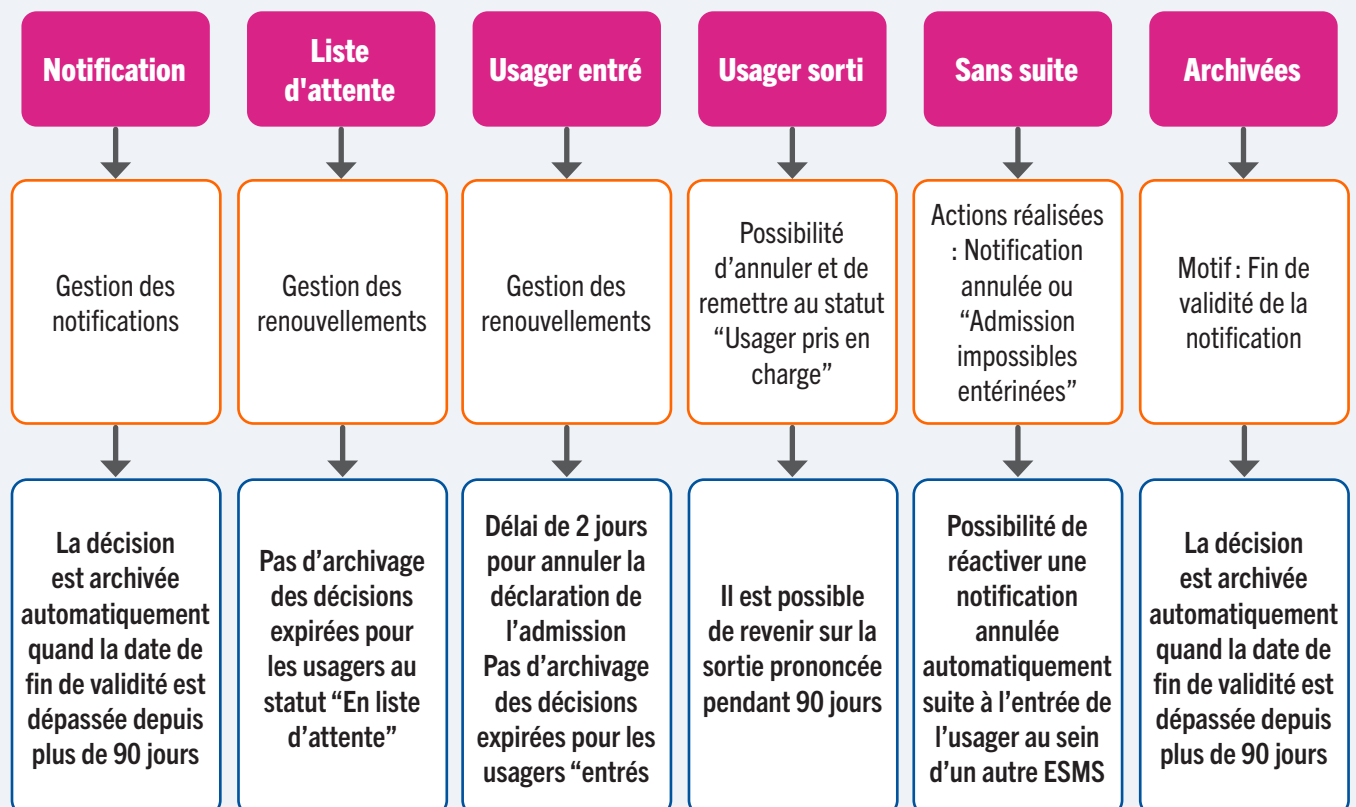 Notification
Liste
d'attente
Usager entré
Usager sorti
Sans suite
Archivées
Gestion des
notifications
Gestion des
renouvellements
Gestion des
renouvellements
Possibilité
d’annuler et de
remettre au statut
“Usager pris en
charge”
Actions réalisées
: Notification
annulée ou
“Admission
impossibles
entérinées”
Motif : Fin de
validité de la
notification
La décision
est archivée
automatiquement
quand la date de
fin de validité est
dépassée depuis
plus de 90 jours
Pas d’archivage
des décisions
expirées pour
les usagers au
statut “En liste
d’attente”
Délai de 2 jours
pour annuler la
déclaration de
l’admission
Pas d’archivage
des décisions
expirées pour les
usagers “entrés
Il est possible
de revenir sur la
sortie prononcée
pendant 90 jours
Possibilité de
réactiver une
notification
annulée
automatiquement
suite à l’entrée de
l’usager au sein
d’un autre ESMS
La décision
est archivée
automatiquement
quand la date de
fin de validité est
dépassée depuis
plus de 90 jours